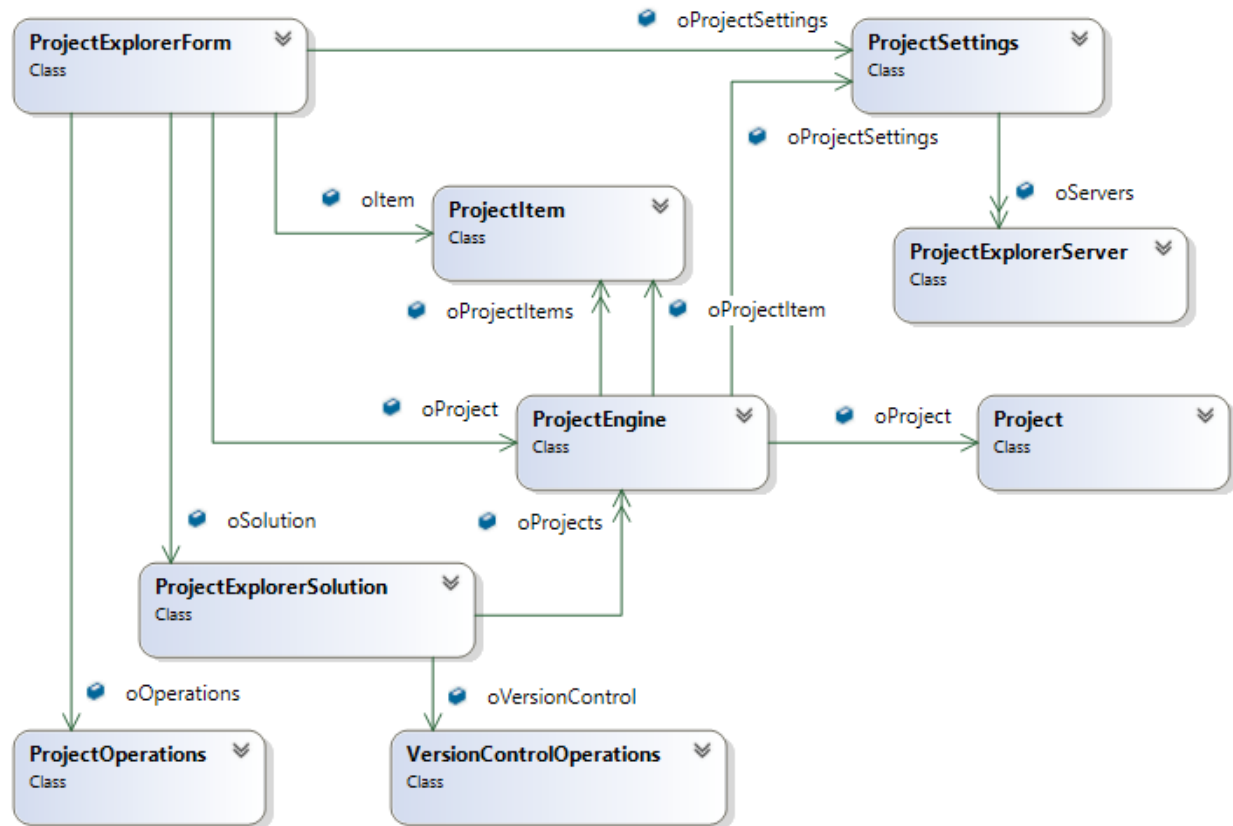 oProjectSettings
ProjectExplorerForm
Class
ProjectSettings
Class
oProjectSettings
oItem
ProjectItem
Class
oServers
ProjectExplorerServer
Class
oProjectItems
oProjectItem
oProject
ProjectEngine
Class
oProject
Project
Class
oSolution
oProjects
ProjectExplorerSolution
Class
oOperations
oVersionControl
ProjectOperations
Class
VersionControlOperations
Class